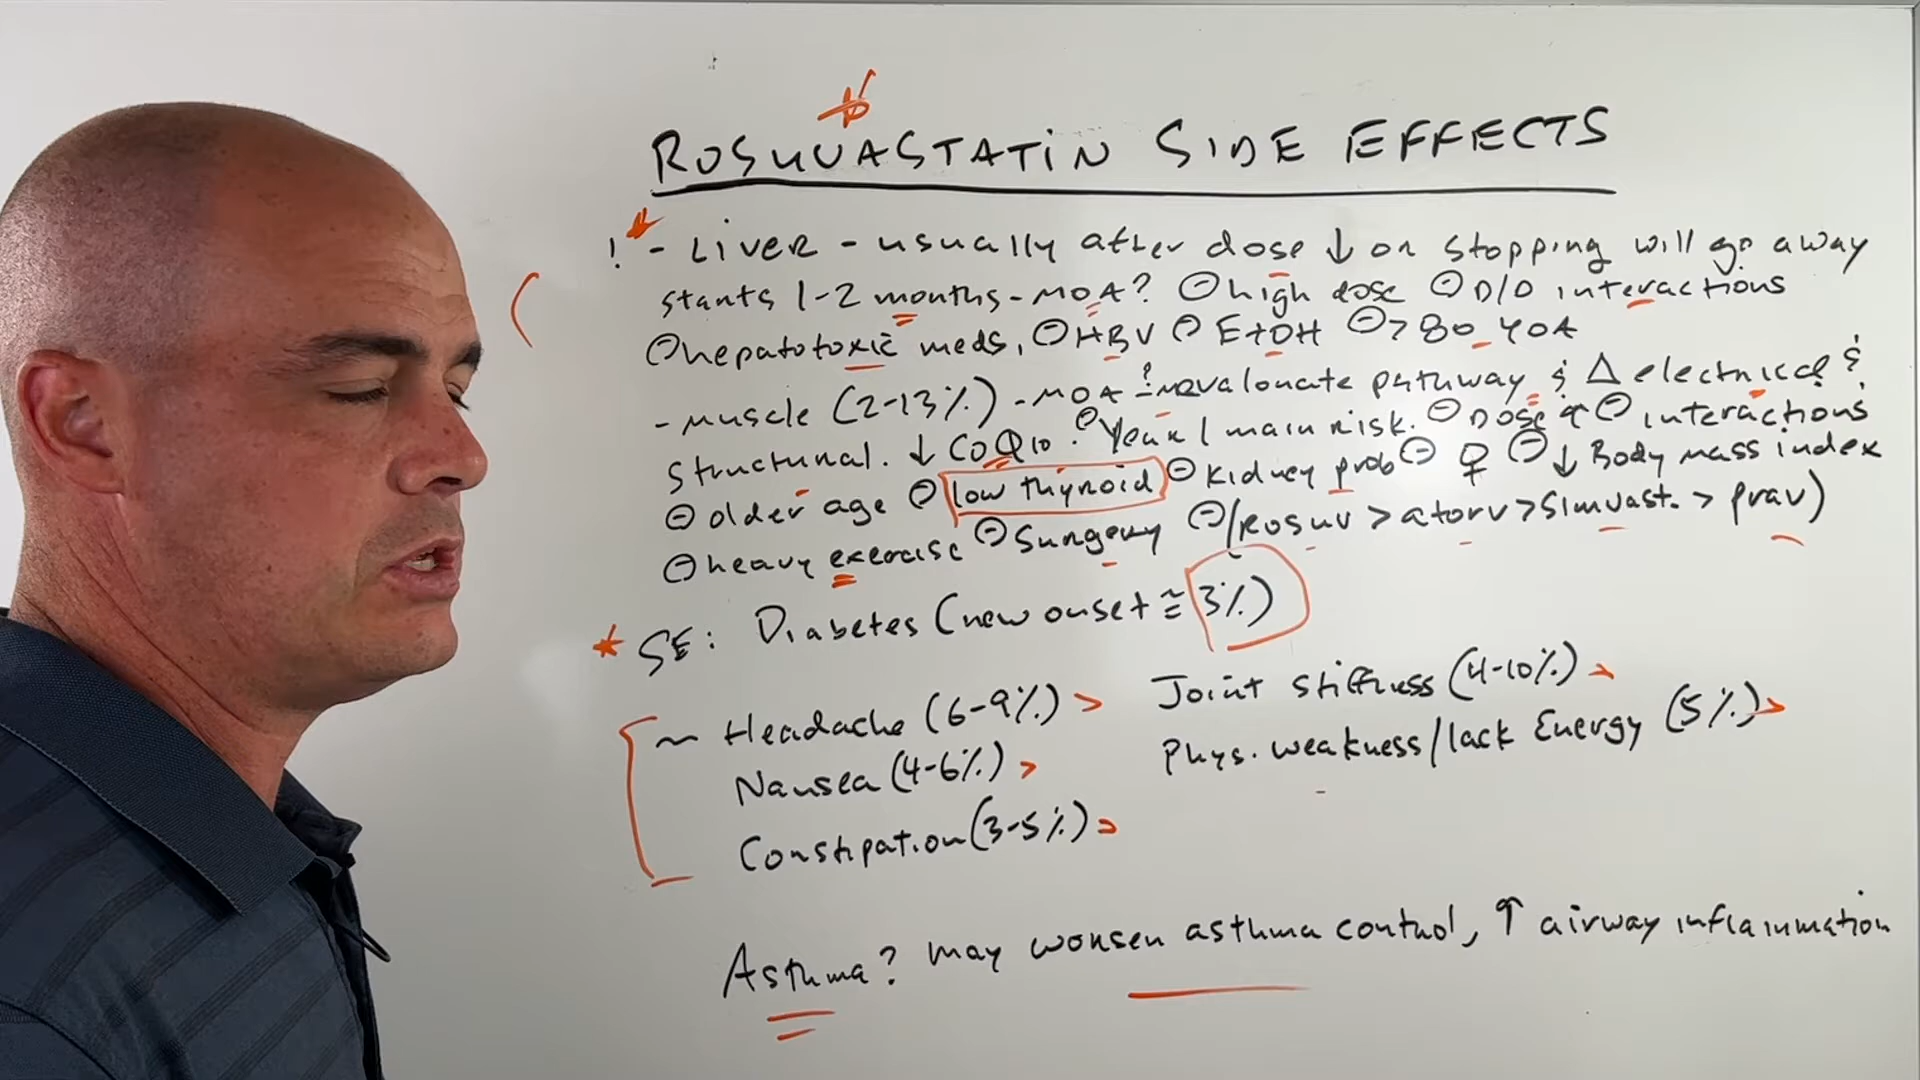 ROSUVASTATIN SIDE EFFECTS
! - LIVER - usually after dose ↓ or stopping will go away
starts 1-2 months - MOA? ⊖ high dose ⊖ D/D interactions
⊖ hepatotoxic meds, ⊖ HBV ⊖ EtOH ⊖ > 80 YOA
- muscle (2-13%) - MOA? mevalonate pathway & Δ electrical &
structural. ↓ CoQ10? Year 1 main risk. ⊖ Dose ↑ ⊖ interactions
⊖ older age ⊖ low thyroid ⊖ Kidney prob ⊖ ♀ ⊖ ↓ Body mass index
⊖ heavy exercise ⊖ Surgery ⊖ (Rosuv > atorv > Simvast. > prav)
* SE: Diabetes (new onset ≅ 3%)
~ Headache (6-9%) > Joint stiffness (4-10%)
Nausea (4-6%) > Phys. weakness/lack Energy (5%)
Constipation (3-5%)
Asthma? may worsen asthma control, ↑ airway inflammation